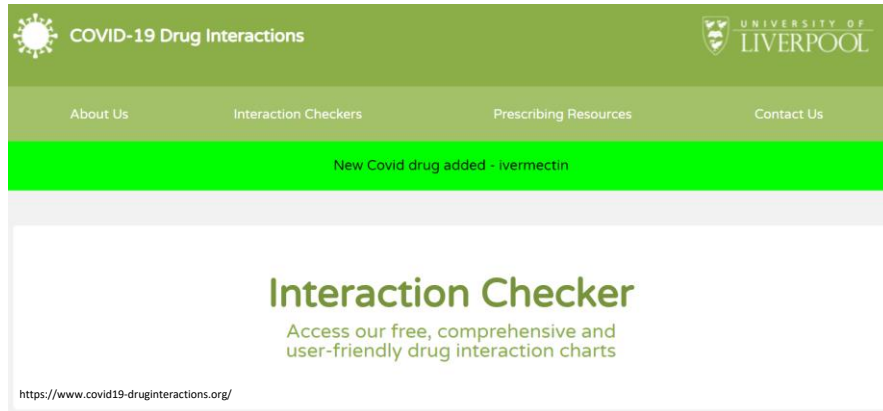 COVID-19 Drug Interactions
UNIVERSITY OF
LIVERPOOL
About Us
Interaction Checkers
Prescribing Resources
Contact Us
New Covid drug added - ivermectin
Interaction Checker
Access our free, comprehensive and
user-friendly drug interaction charts
https://www.covid19-druginteractions.org/